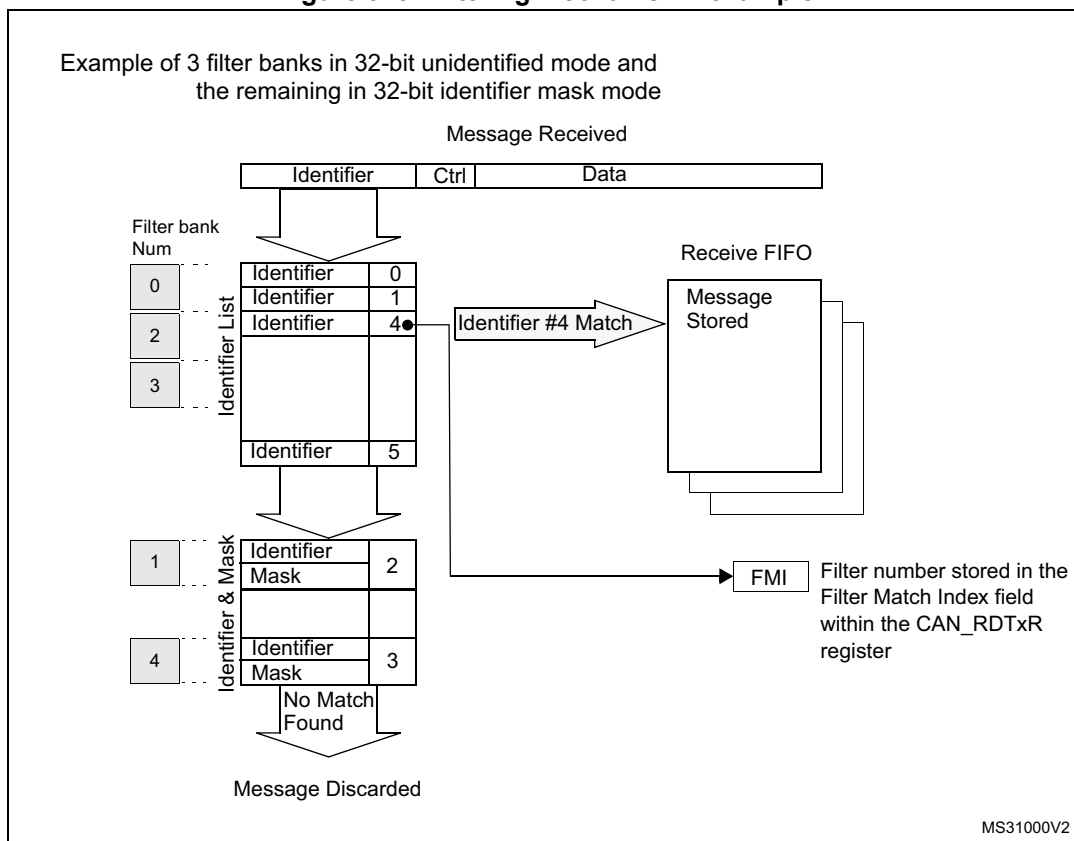 Example of 3 filter banks in 32-bit unidentified mode and
the remaining in 32-bit identifier mask mode
Message Received
Identifier Ctrl Data
Filter bank
Num
Receive FIFO
0
2
3
Identifier List
Identifier 0
Identifier 1
Identifier 4
Identifier 5
Identifier #4 Match
Message
Stored
1
4
Identifier & Mask
Identifier
Mask
2
Identifier
Mask
3
FMI
Filter number stored in the
Filter Match Index field
within the CAN_RDTxR
register
No Match
Found
Message Discarded
MS31000V2